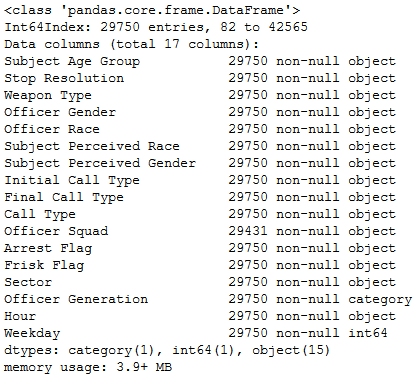 <class 'pandas.core.frame.DataFrame'>
Int64Index: 29750 entries, 82 to 42565
Data columns (total 17 columns):
Subject Age Group           29750 non-null object
Stop Resolution             29750 non-null object
Weapon Type                 29750 non-null object
Officer Gender              29750 non-null object
Officer Race                29750 non-null object
Subject Perceived Race      29750 non-null object
Subject Perceived Gender    29750 non-null object
Initial Call Type           29750 non-null object
Final Call Type             29750 non-null object
Call Type                   29750 non-null object
Officer Squad               29431 non-null object
Arrest Flag                 29750 non-null object
Frisk Flag                  29750 non-null object
Sector                      29750 non-null object
Officer Generation          29750 non-null category
Hour                        29750 non-null object
Weekday                     29750 non-null int64
dtypes: category(1), int64(1), object(15)
memory usage: 3.9+ MB